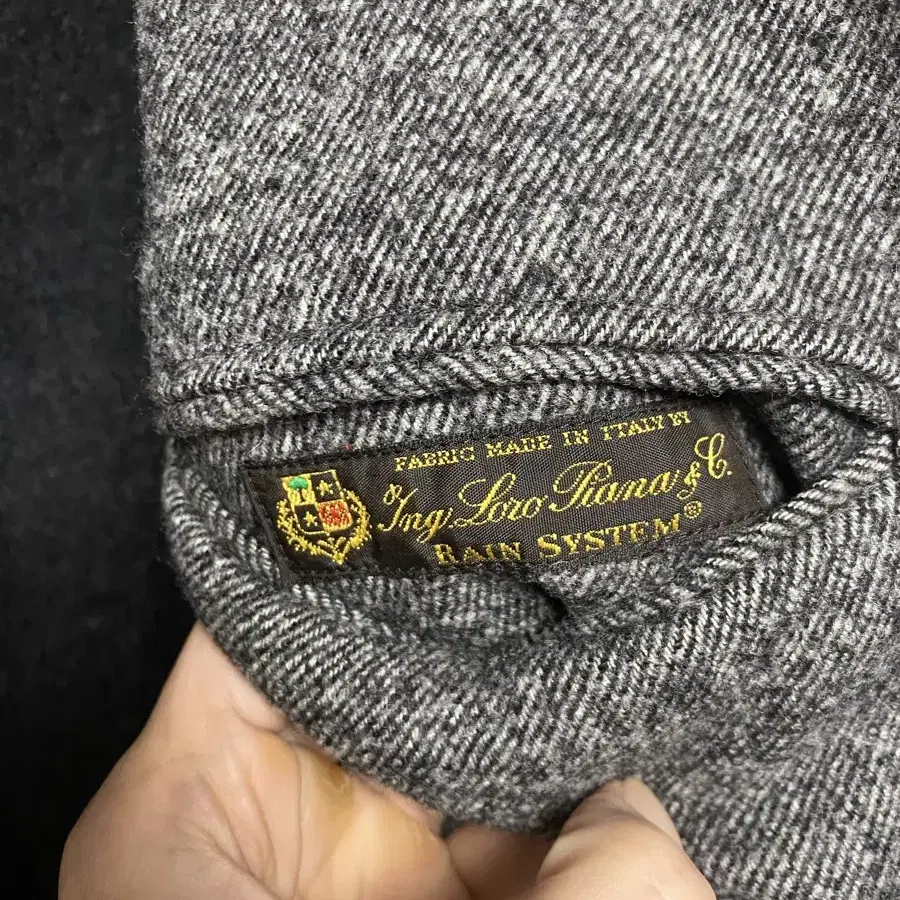 FABRIC MADE IN ITALY BY
Ing. Loro Piana & C.
RAIN SYSTEM®